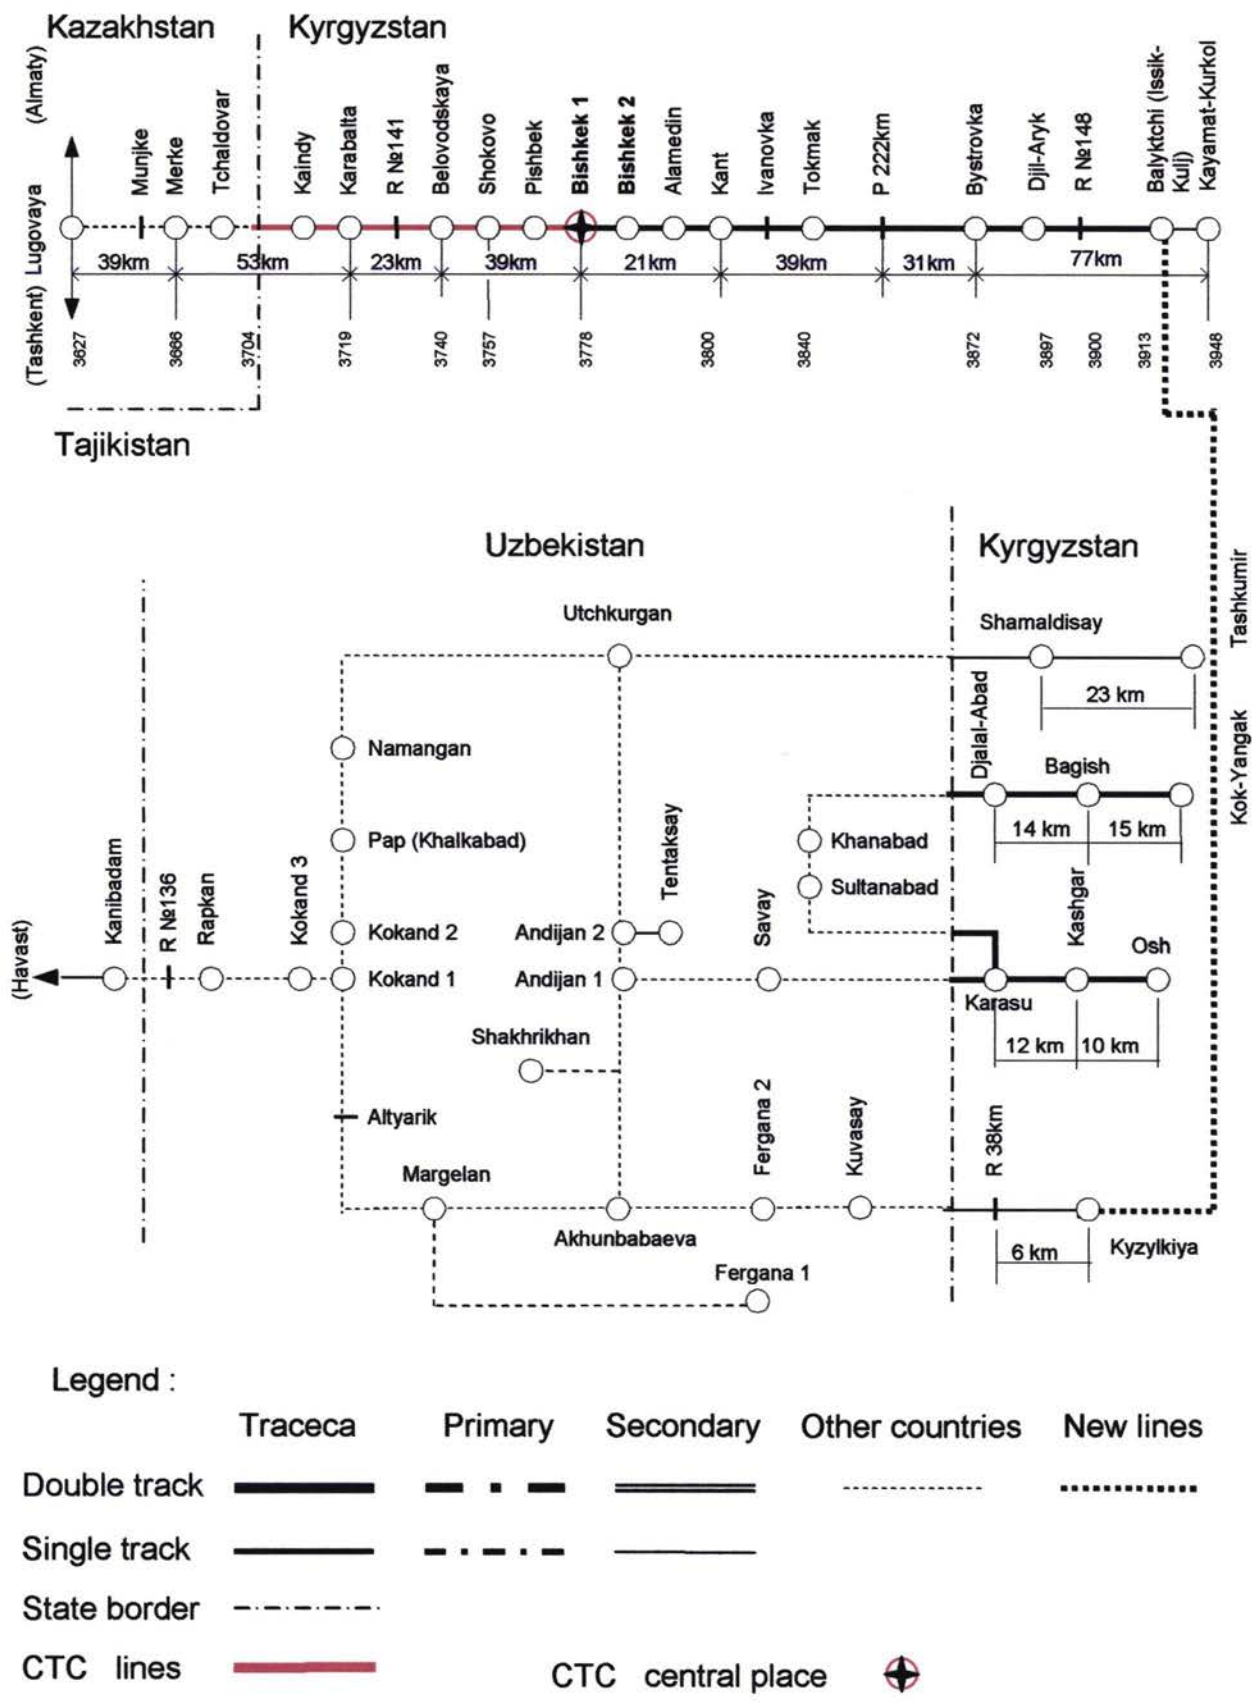 Kazakhstan
Kyrgyzstan
(Almaty)
Lugovaya
(Tashkent)
Munjke
Merke
Tchaldovar
Kaindy
Karabalta
R №141
Belovodskaya
Shokovo
Pishbek
Bishkek 1
Bishkek 2
Alamedin
Kant
Ivanovka
Tokmak
P 222km
Bystrovka
Djil-Aryk
R №148
Balyktchi (Issik-
Kulj)
Kayamat-Kurkol
39km
53km
23km
39km
21km
39km
31km
77km
3627
3666
3704
3719
3740
3757
3778
3800
3840
3872
3897
3900
3913
3948
Tajikistan
Uzbekistan
Kyrgyzstan
Tashkumir
Kok-Yangak
Utchkurgan
Shamaldisay
23 km
Namangan
Djalal-Abad
Bagish
14 km
15 km
Pap (Khalkabad)
Khanabad
Sultanabad
Tentaksay
Savay
Kashgar
Osh
(Havast)
Kanibadam
R №136
Rapkan
Kokand 3
Kokand 2
Kokand 1
Andijan 2
Andijan 1
Karasu
12 km
10 km
Shakhrikhan
Altyarik
Margelan
Akhunbabaeva
Fergana 2
Kuvasay
R 38km
6 km
Kyzylkiya
Fergana 1
Legend :
Traceca
Primary
Secondary
Other countries
New lines
Double track
Single track
State border
CTC lines
CTC central place